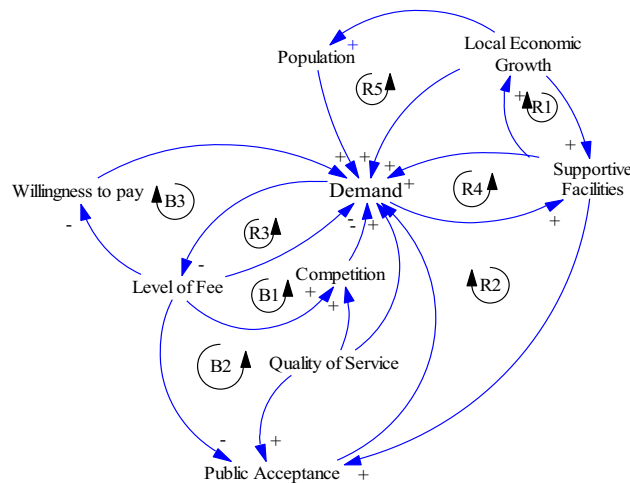 Local Economic
Growth
Population
+
R5
+
R1
+
+
+
+
+
Supportive
Facilities
Willingness to pay
B3
Demand
R4
-
R3
-
+
+
-
Level of Fee
Competition
B1
+
+
R2
B2
Quality of Service
-
+
Public Acceptance
+